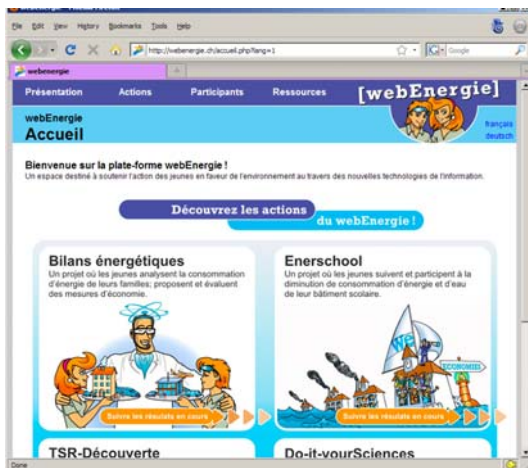 File Edit View History Bookmarks Tools Help
http://webenergie.ch/accueil.php?lang=1
Google
webenergie
Présentation Actions Participants Ressources [webEnergie]
webEnergie
Accueil
français
deutsch
Bienvenue sur la plate-forme webEnergie !
Un espace destiné à soutenir l'action des jeunes en faveur de l'environnement au travers des nouvelles technologies de l'information.
Découvrez les actions
du webEnergie !
Bilans énergétiques
Un projet où les jeunes analysent la consommation
d'énergie de leurs familles; proposent et évaluent
des mesures d'économie.
Suivre les résultats en cours
Enerschool
Un projet où les jeunes suivent et participent à la
diminution de consommation d'énergie et d'eau
de leur bâtiment scolaire.
We
ECONOMIES
Suivre les résultats en cours
TSR-Découverte
Do-it-yourSciences
Done